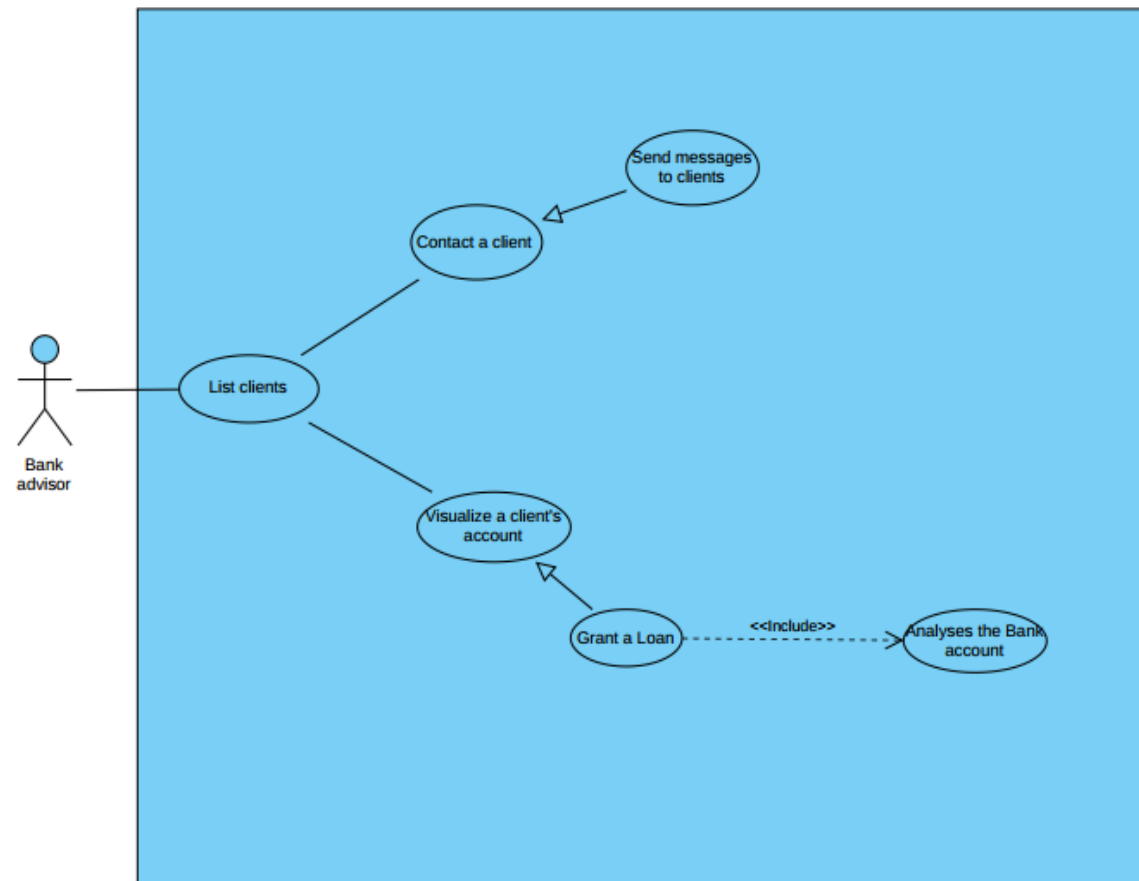 Send messages
to clients
Contact a client
List clients
Bank
advisor
Visualize a client's
account
Grant a Loan
<<Include>>
Analyses the Bank
account